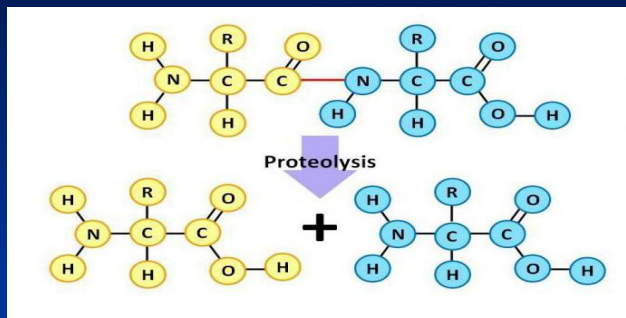 H R O R O
N C C N C C
H H H H O H
Proteolysis
H R O + H R O
N C C N C C
H H O H H H O H